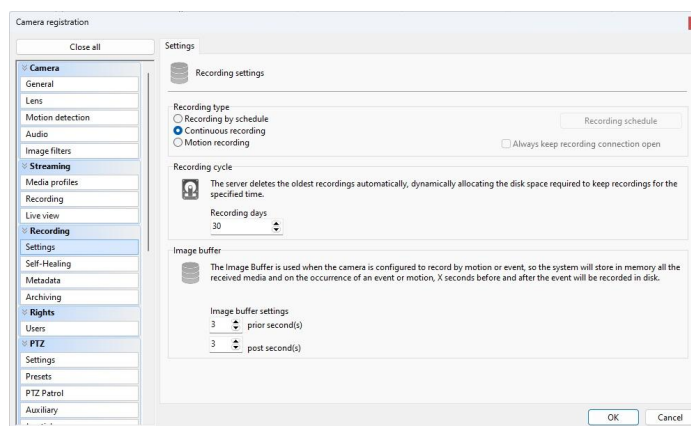 Camera registration
Close all
Camera
General
Lens
Motion detection
Audio
Image filters
Streaming
Media profiles
Recording
Live view
Recording
Settings
Self-Healing
Metadata
Archiving
Rights
Users
PTZ
Settings
Presets
PTZ Patrol
Auxiliary
Settings
Recording settings
Recording type
Recording by schedule
Continuous recording
Motion recording
Recording schedule
Always keep recording connection open
Recording cycle
The server deletes the oldest recordings automatically, dynamically allocating the disk space required to keep recordings for the
specified time.
Recording days
30
Image buffer
The Image Buffer is used when the camera is configured to record by motion or event, so the system will store in memory all the
received media and on the occurrence of an event or motion, X seconds before and after the event will be recorded in disk.
Image buffer settings
3 prior second(s)
3 post second(s)
OK Cancel